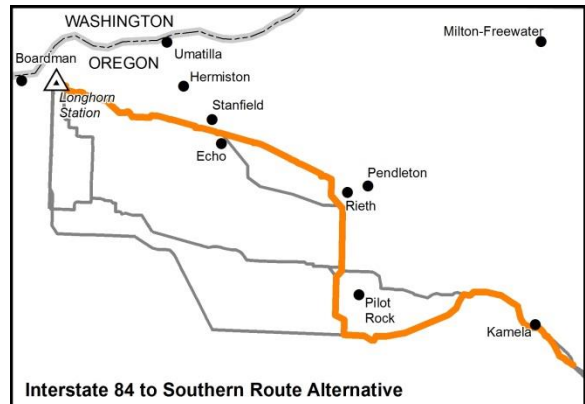 WASHINGTON
OREGON
Boardman
Umatilla
Milton-Freewater
Hermiston
Longhorn
Station
Stanfield
Echo
Pendleton
Rieth
Pilot
Rock
Kamela
Interstate 84 to Southern Route Alternative